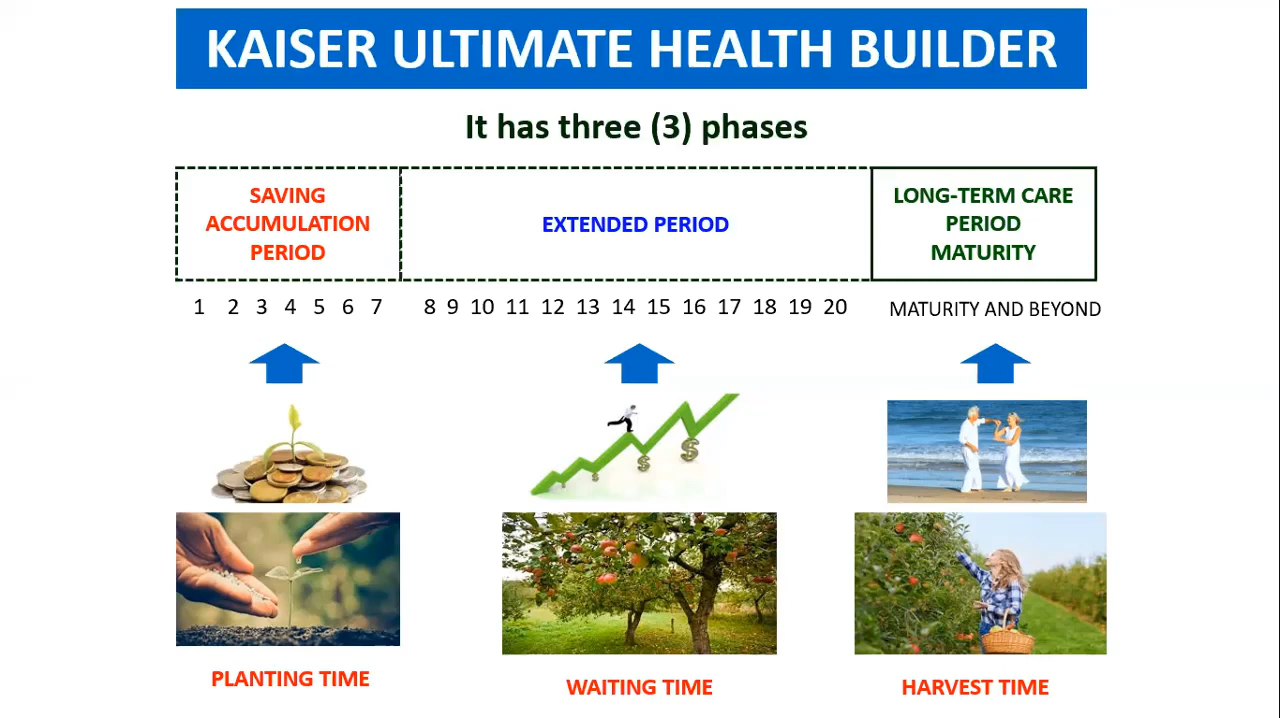 KAISER ULTIMATE HEALTH BUILDER
It has three (3) phases
SAVING
ACCUMULATION
PERIOD
EXTENDED PERIOD
LONG-TERM CARE
PERIOD
MATURITY
1 2 3 4 5 6 7 8 9 10 11 12 13 14 15 16 17 18 19 20 MATURITY AND BEYOND
$ $ $
PLANTING TIME
WAITING TIME
HARVEST TIME